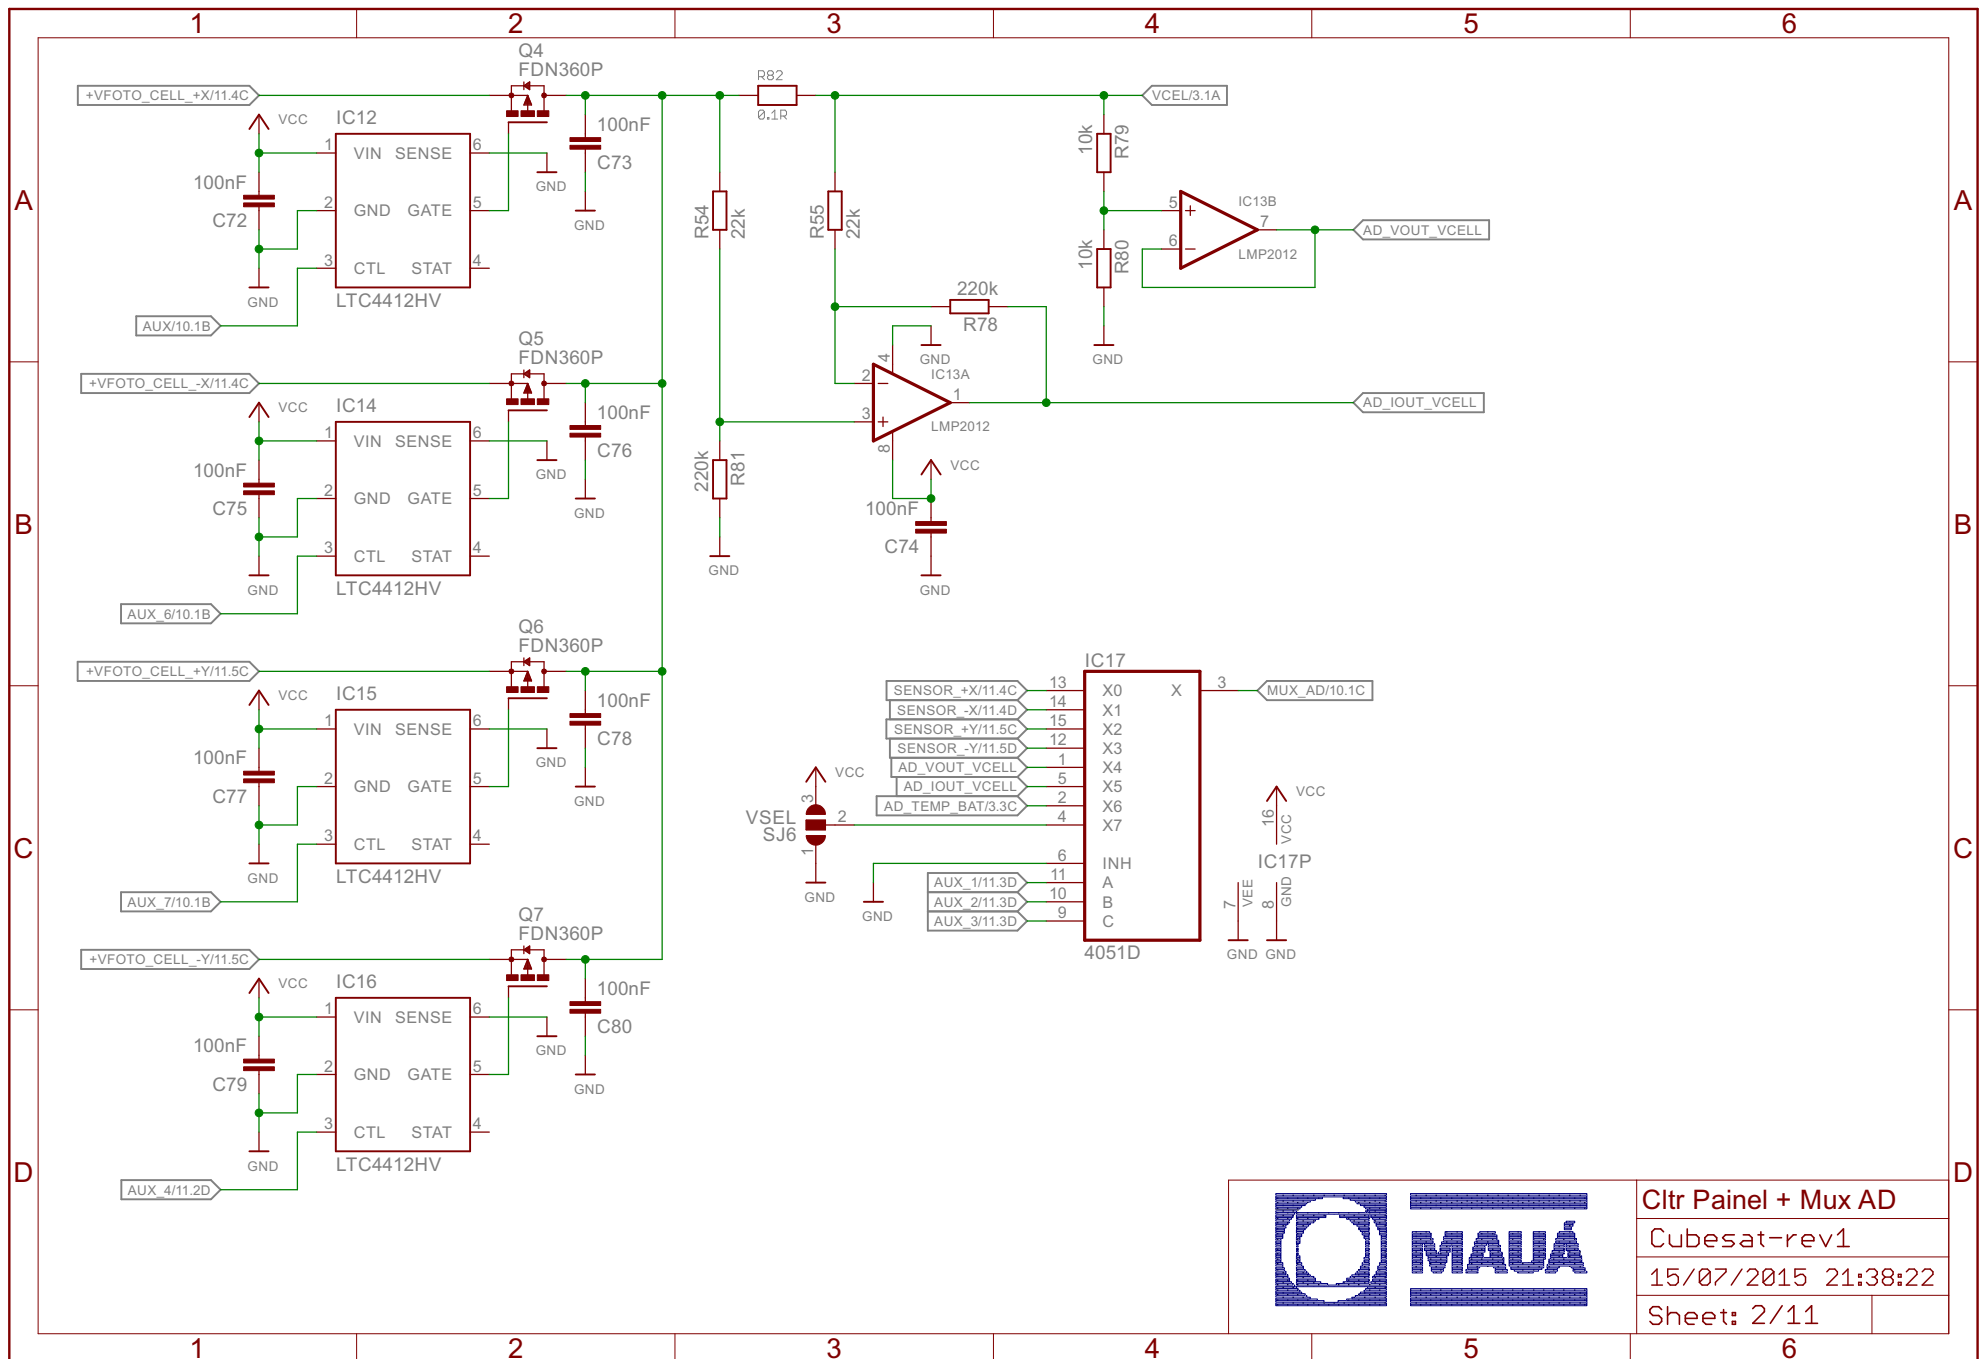 1 2 3 4 5 6
A
B
C
D
Q4
FDN360P
+VFOTO_CELL_+X/11.4C
VCC
IC12
1 VIN SENSE 6
2 GND GATE 5
3 CTL STAT 4
LTC4412HV
100nF
C72
GND
AUX/10.1B
GND
100nF
C73
GND
Q5
FDN360P
+VFOTO_CELL_-X/11.4C
VCC
IC14
1 VIN SENSE 6
2 GND GATE 5
3 CTL STAT 4
LTC4412HV
100nF
C75
GND
AUX_6/10.1B
GND
100nF
C76
GND
Q6
FDN360P
+VFOTO_CELL_+Y/11.5C
VCC
IC15
1 VIN SENSE 6
2 GND GATE 5
3 CTL STAT 4
LTC4412HV
100nF
C77
GND
AUX_7/10.1B
GND
100nF
C78
GND
Q7
FDN360P
+VFOTO_CELL_-Y/11.5C
VCC
IC16
1 VIN SENSE 6
2 GND GATE 5
3 CTL STAT 4
LTC4412HV
100nF
C79
GND
AUX_4/11.2D
GND
100nF
C80
GND
R82
0.1R
R54
22k
R55
22k
220k
R78
220k
R81
GND
4
GND
IC13A
2 -
3 +
1
LMP2012
8
VCC
100nF
C74
GND
VCEL/3.1A
10k
R79
10k
R80
GND
5 +
6 -
IC13B
7
LMP2012
AD_VOUT_VCELL
AD_IOUT_VCELL
IC17
SENSOR_+X/11.4C 13 X0
SENSOR_-X/11.4D 14 X1
SENSOR_+Y/11.5C 15 X2
SENSOR_-Y/11.5D 12 X3
AD_VOUT_VCELL 1 X4
AD_IOUT_VCELL 5 X5
AD_TEMP_BAT/3.3C 2 X6
4 X7
6 INH
AUX_1/11.3D 11 A
AUX_2/11.3D 10 B
AUX_3/11.3D 9 C
4051D
X 3 MUX_AD/10.1C
VCC
3
VSEL
SJ6
2
1
GND
GND
VCC
16
VCC
IC17P
7
VEE
8
GND
GND GND
A
B
C
D
MAUÁ
Cltr Painel + Mux AD
Cubesat-rev1
15/07/2015 21:38:22
Sheet: 2/11
1 2 3 4 5 6